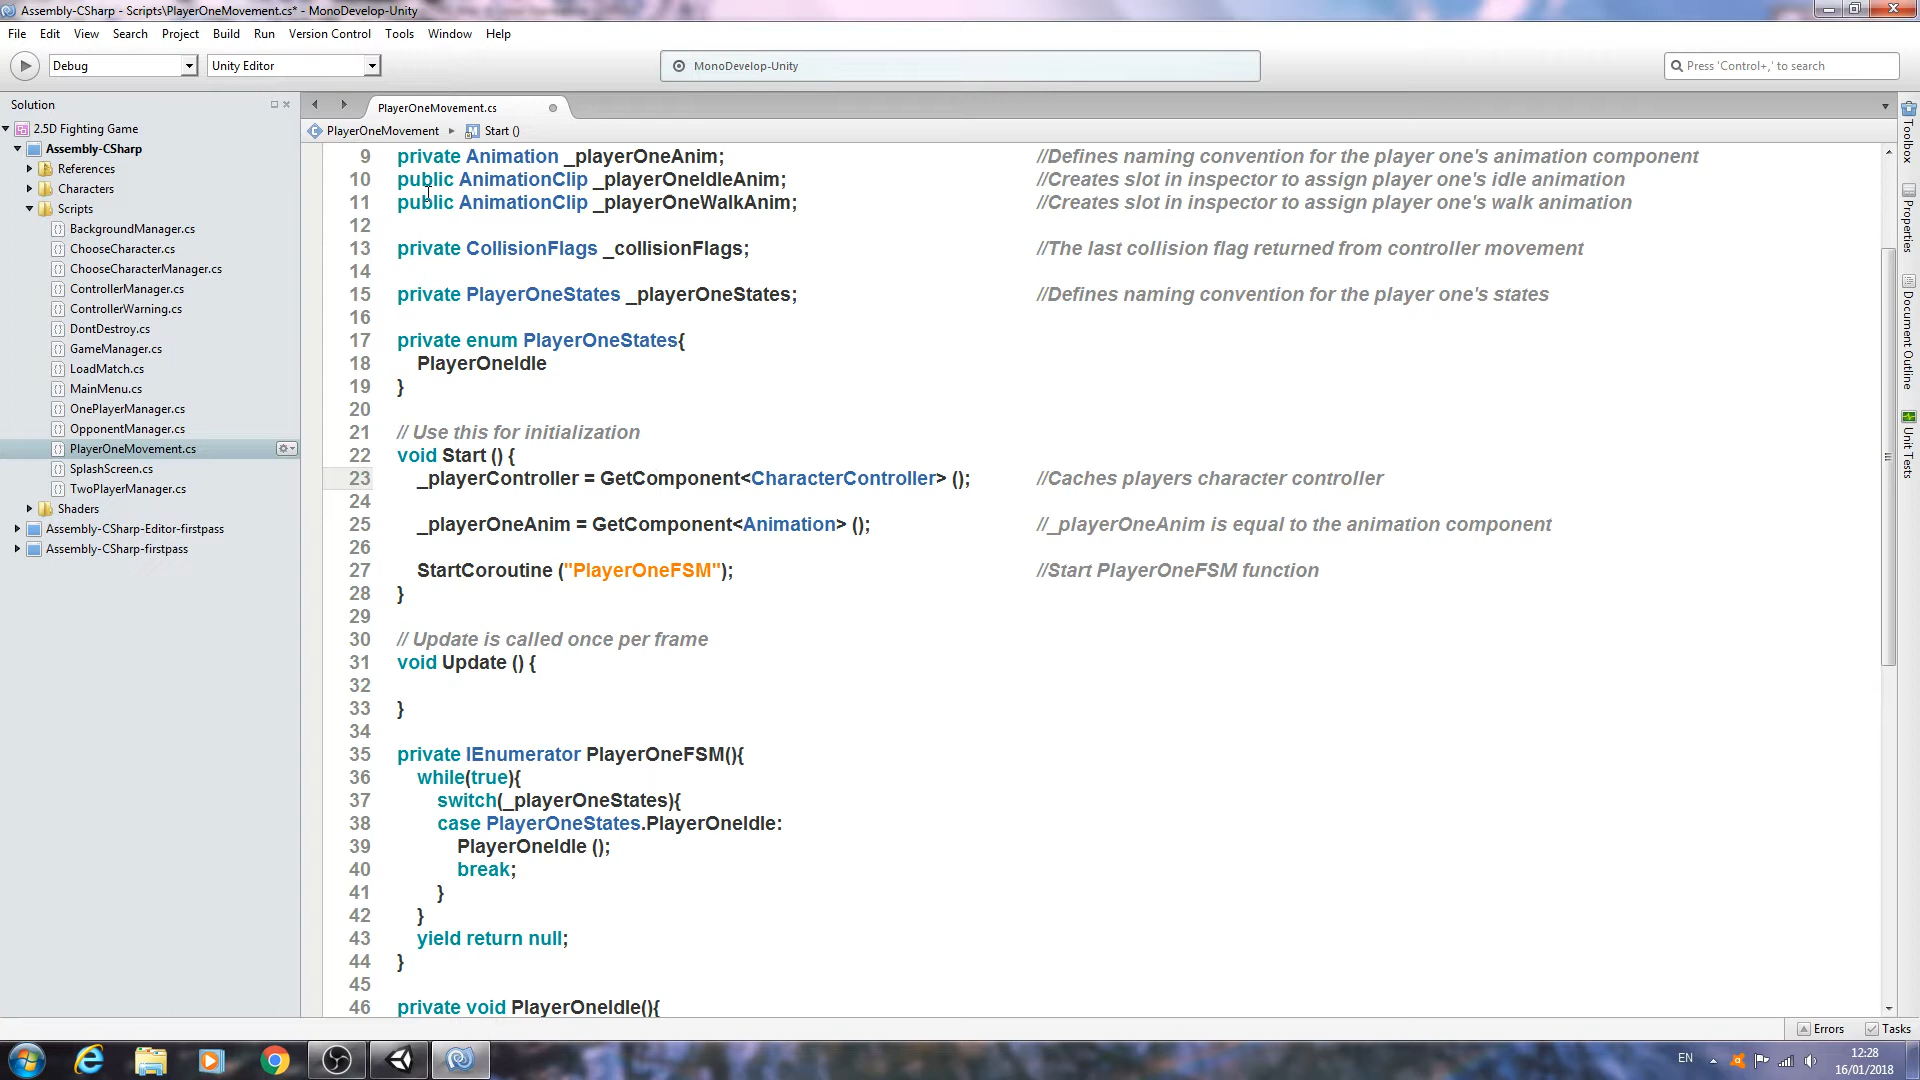 Assembly-CSharp - Scripts\PlayerOneMovement.cs* - MonoDevelop-Unity
File Edit View Search Project Build Run Version Control Tools Window Help
Debug Unity Editor MonoDevelop-Unity Press 'Control+,' to search
Solution
2.5D Fighting Game
Assembly-CSharp
References
Characters
Scripts
BackgroundManager.cs
ChooseCharacter.cs
ChooseCharacterManager.cs
ControllerManager.cs
ControllerWarning.cs
DontDestroy.cs
GameManager.cs
LoadMatch.cs
MainMenu.cs
OnePlayerManager.cs
OpponentManager.cs
PlayerOneMovement.cs
SplashScreen.cs
TwoPlayerManager.cs
Shaders
Assembly-CSharp-Editor-firstpass
Assembly-CSharp-firstpass
PlayerOneMovement.cs
PlayerOneMovement Start ()
9 private Animation _playerOneAnim; //Defines naming convention for the player one's animation component
10 public AnimationClip _playerOneIdleAnim; //Creates slot in inspector to assign player one's idle animation
11 public AnimationClip _playerOneWalkAnim; //Creates slot in inspector to assign player one's walk animation
12
13 private CollisionFlags _collisionFlags; //The last collision flag returned from controller movement
14
15 private PlayerOneStates _playerOneStates; //Defines naming convention for the player one's states
16
17 private enum PlayerOneStates{
18 PlayerOneIdle
19 }
20
21 // Use this for initialization
22 void Start () {
23 _playerController = GetComponent<CharacterController> (); //Caches players character controller
24
25 _playerOneAnim = GetComponent<Animation> (); //_playerOneAnim is equal to the animation component
26
27 StartCoroutine ("PlayerOneFSM"); //Start PlayerOneFSM function
28 }
29
30 // Update is called once per frame
31 void Update () {
32
33 }
34
35 private IEnumerator PlayerOneFSM(){
36 while(true){
37 switch(_playerOneStates){
38 case PlayerOneStates.PlayerOneIdle:
39 PlayerOneIdle ();
40 break;
41 }
42 }
43 yield return null;
44 }
45
46 private void PlayerOneIdle(){
Toolbox
Properties
Document Outline
Unit Tests
Errors Tasks
EN
12:28
16/01/2018